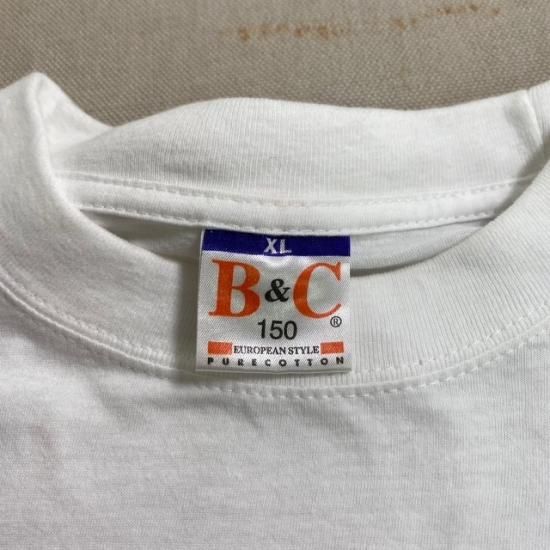 XL
B&C
150 ®
EUROPEAN STYLE
PURECOTTON